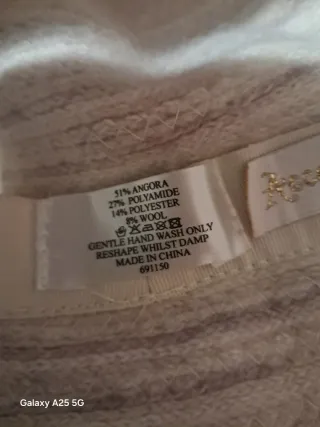 51% ANGORA
27% POLYAMIDE
14% POLYESTER
8% WOOL
GENTLE HAND WASH ONLY
RESHAPE WHILST DAMP
MADE IN CHINA
691150
Galaxy A25 5G